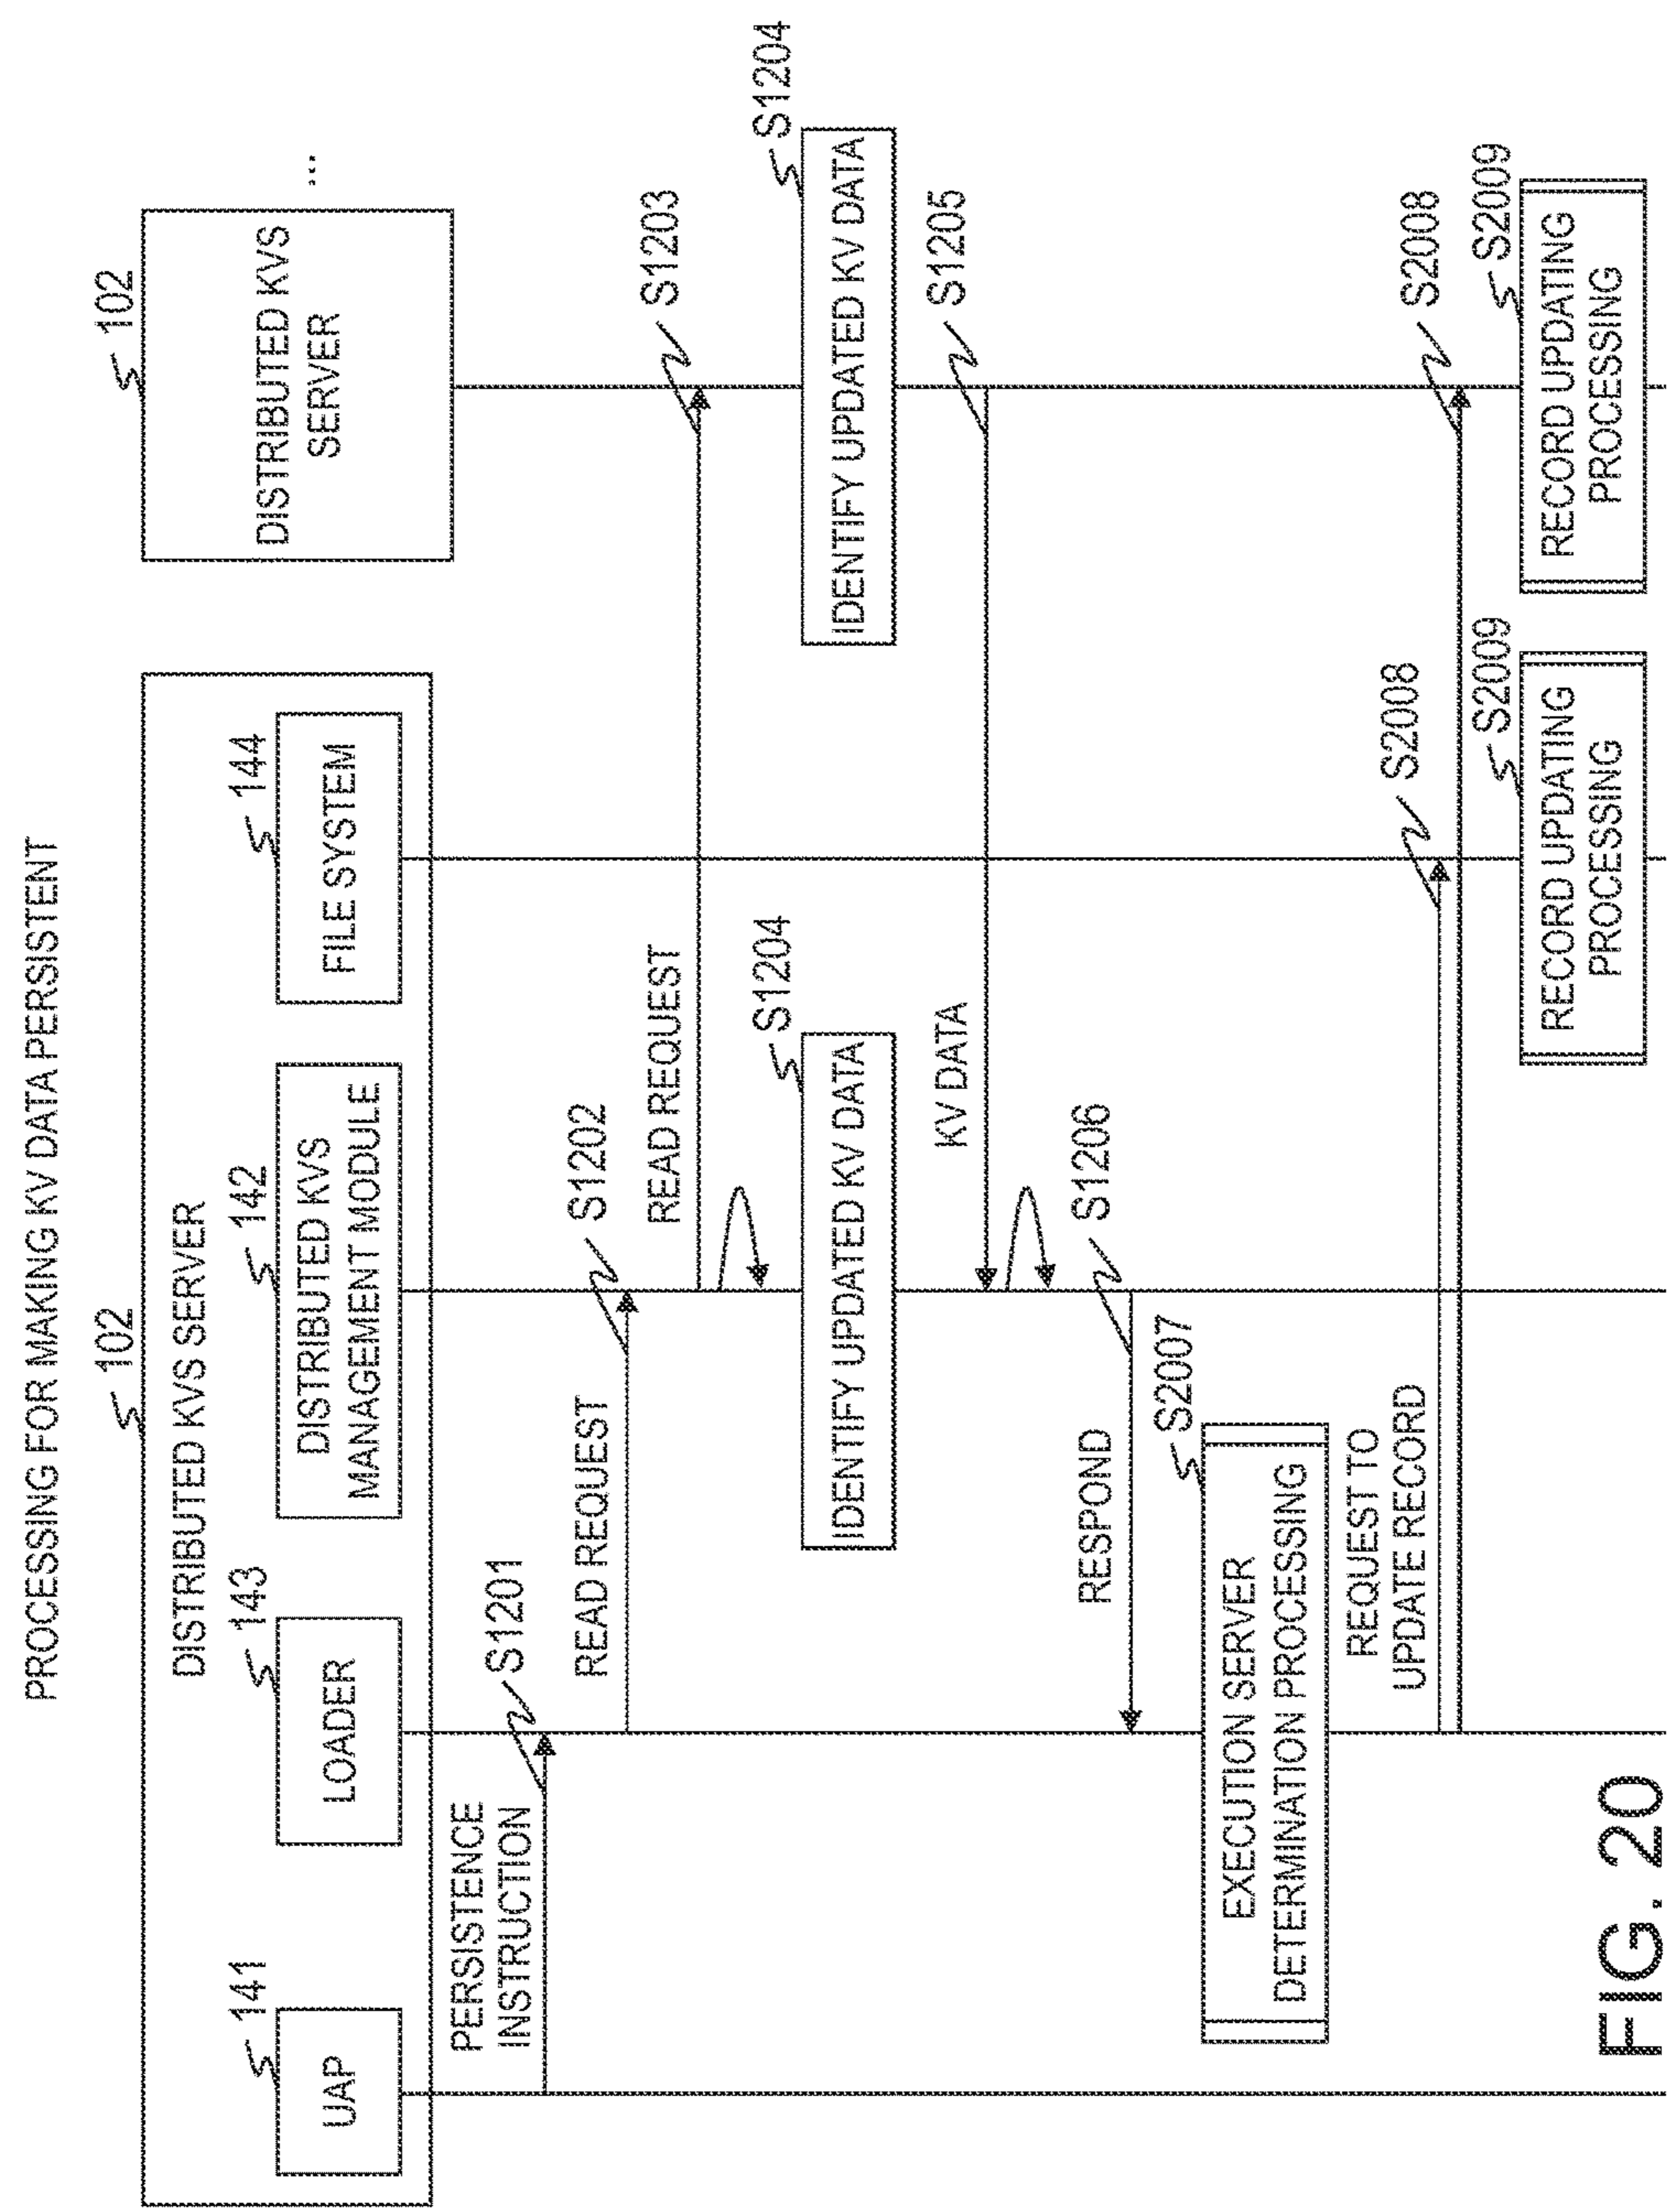 PROCESSING FOR MAKING KV DATA PERSISTENT
102
DISTRIBUTED KVS SERVER
141
UAP
143
LOADER
142
DISTRIBUTED KVS
MANAGEMENT MODULE
144
FILE SYSTEM
102
DISTRIBUTED KVS
SERVER
...
PERSISTENCE
INSTRUCTION
S1201
READ REQUEST
S1202
READ REQUEST
S1203
S1204
IDENTIFY UPDATED KV DATA
S1204
IDENTIFY UPDATED KV DATA
KV DATA
S1205
RESPOND
S1206
S2007
EXECUTION SERVER
DETERMINATION PROCESSING
REQUEST TO
UPDATE RECORD
S2008
S2008
S2009
RECORD UPDATING
PROCESSING
S2009
RECORD UPDATING
PROCESSING
FIG. 20